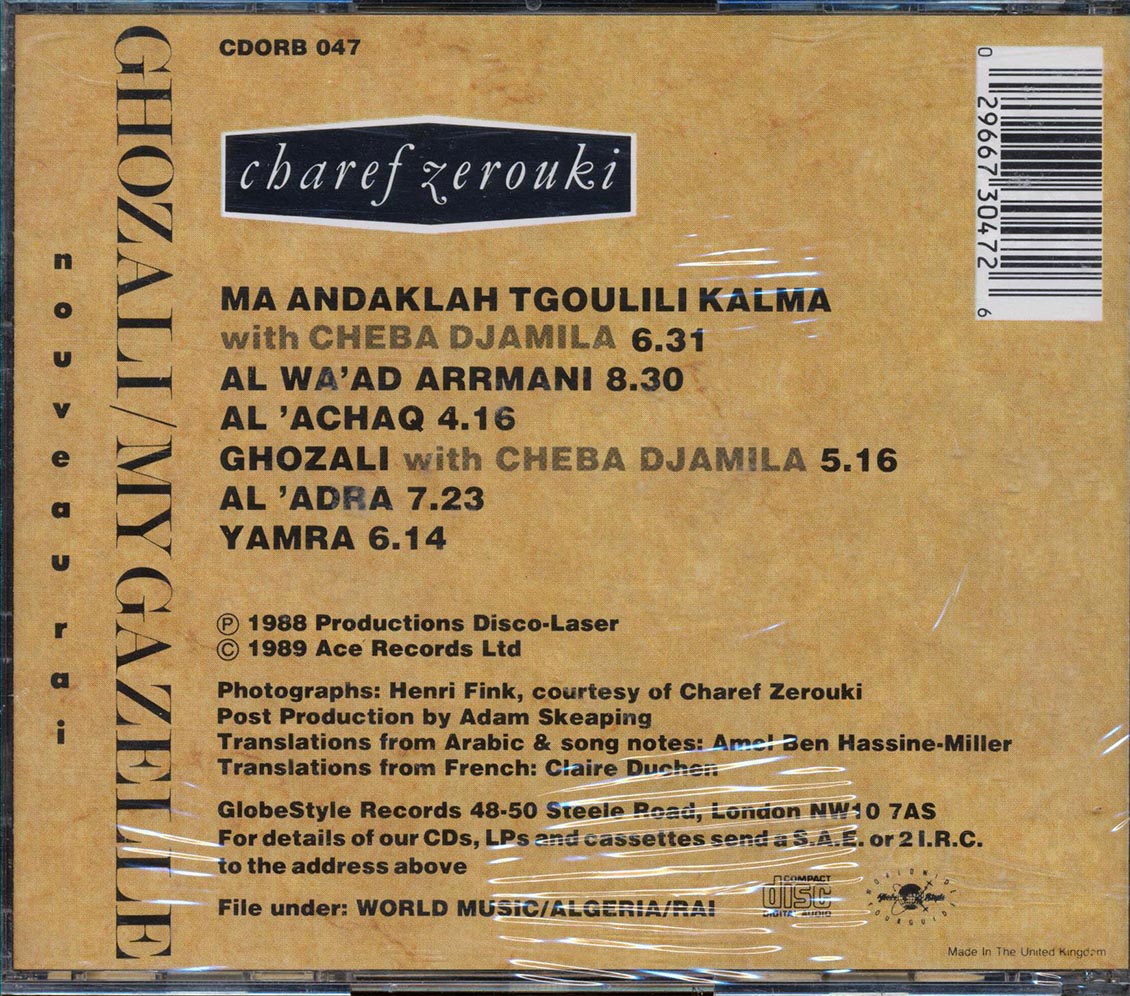 CDORB 047
charef zerouki
MA ANDAKLAH TGOULILI KALMA
with CHEBA DJAMILA 6.31
AL WA'AD ARRMANI 8.30
AL 'ACHAQ 4.16
GHOZALI with CHEBA DJAMILA 5.16
AL 'ADRA 7.23
YAMRA 6.14
℗ 1988 Productions Disco-Laser
© 1989 Ace Records Ltd
Photographs: Henri Fink, courtesy of Charef Zerouki
Post Production by Adam Skeaping
Translations from Arabic & song notes: Amel Ben Hassine-Miller
Translations from French: Claire Duchen
GlobeStyle Records 48-50 Steele Road, London NW10 7AS
For details of our CDs, LPs and cassettes send a S.A.E. or 2 I.R.C.
to the address above
File under: WORLD MUSIC/ALGERIA/RAI
COMPACT
disc
DIGITAL AUDIO
WORLDWIDE
YOUR GUIDE
Made In The United Kingdom
GHOZALI/MY GAZELLE
nouveau rai
0 29667 30472 6